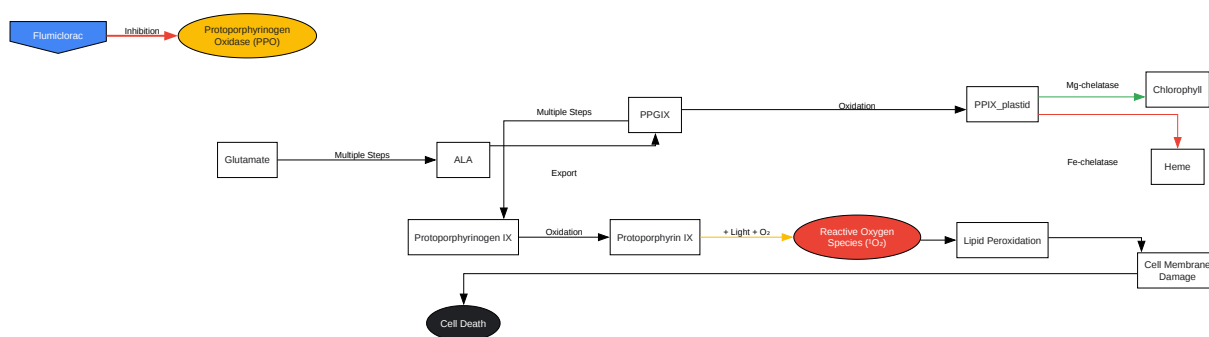 Flumiclorac
Inhibition
Protoporphyrinogen
Oxidase (PPO)
Glutamate
Multiple Steps
ALA
Multiple Steps
Export
PPGIX
Oxidation
PPIX_plastid
Mg-chelatase
Chlorophyll
Fe-chelatase
Heme
Protoporphyrinogen IX
Oxidation
Protoporphyrin IX
+ Light + O₂
Reactive Oxygen
Species (¹O₂)
Lipid Peroxidation
Cell Membrane
Damage
Cell Death